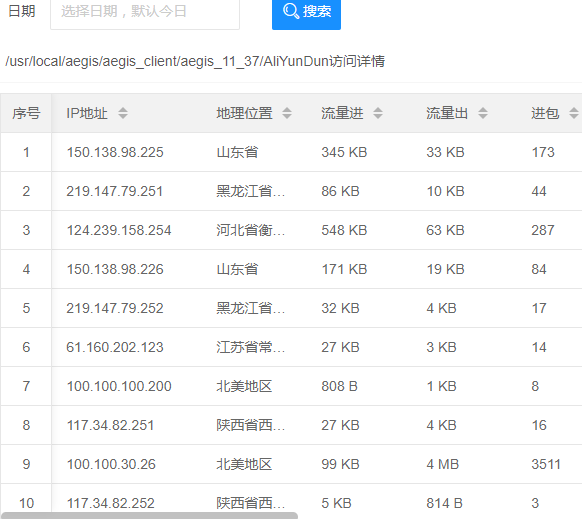 日期 选择日期，默认今日 搜索
/usr/local/aegis/aegis_client/aegis_11_37/AliYunDun访问详情
序号 IP地址 地理位置 流量进 流量出 进包
1 150.138.98.225 山东省 345 KB 33 KB 173
2 219.147.79.251 黑龙江省... 86 KB 10 KB 44
3 124.239.158.254 河北省衡... 548 KB 63 KB 287
4 150.138.98.226 山东省 171 KB 19 KB 84
5 219.147.79.252 黑龙江省... 32 KB 4 KB 17
6 61.160.202.123 江苏省常... 27 KB 3 KB 14
7 100.100.100.200 北美地区 808 B 1 KB 8
8 117.34.82.251 陕西省西... 27 KB 4 KB 16
9 100.100.30.26 北美地区 99 KB 4 MB 3511
10 117.34.82.252 陕西省西... 5 KB 814 B 3